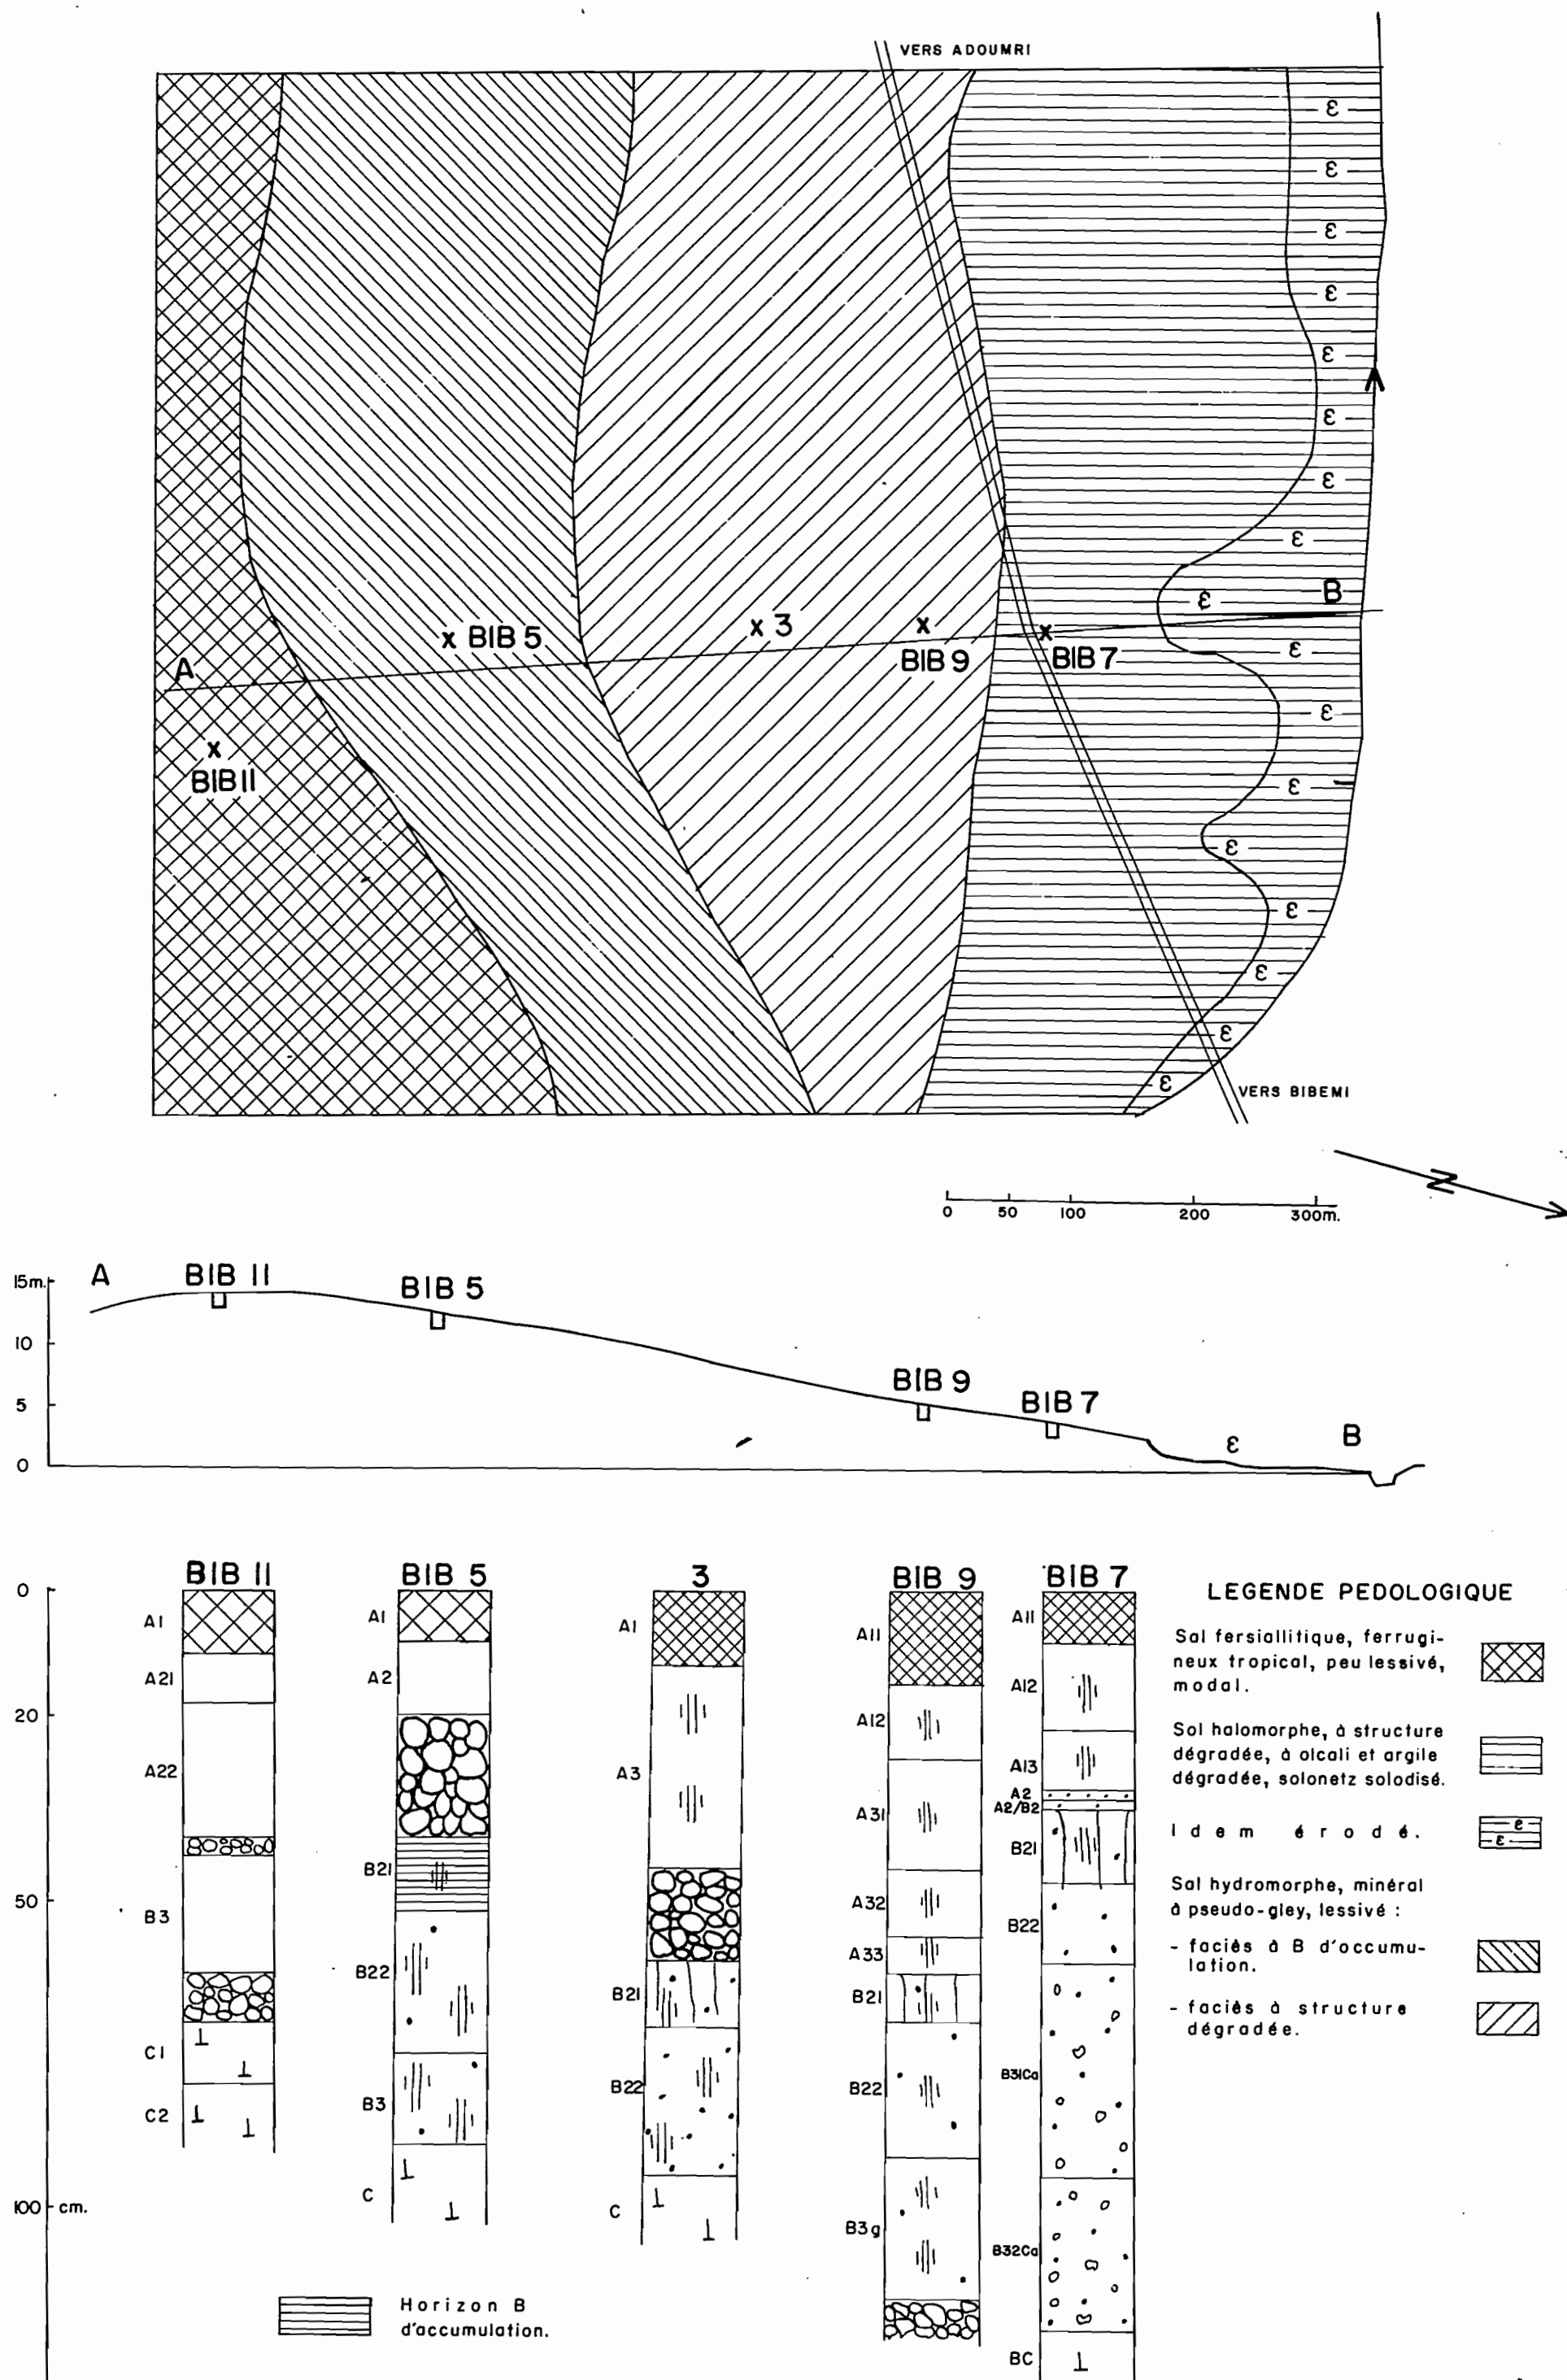 VERS ADOUMRI
ε
ε
ε
ε
ε
ε
ε
ε
ε
B
x BIB 5
x 3
x
BIB 9
x
BIB 7
ε
A
x
BIB 11
ε
ε
ε
ε
ε
ε
ε
VERS BIBEMI
N
0 50 100 200 300m.
15m. A BIB 11 BIB 5
10
5 BIB 9 BIB 7
0 ε B
BIB 11 BIB 5 3 BIB 9 BIB 7
0
20
50
100 cm.
A1
A21
A22
B3
C1
C2
A1
A2
B21
B22
B3
C
A1
A3
B21
B22
C
A11
A12
A31
A32
A33
B21
B22
B3g
A11
A12
A13
A2
A2/B2
B21
B22
B31Ca
B32Ca
BC
LEGENDE PEDOLOGIQUE
Sol fersiallitique, ferrugi-
neux tropical, peu lessivé,
modal.
Sol halomorphe, à structure
dégradée, à alcali et argile
dégradée, solonetz solodisé.
Idem érodé.
ε
ε
Sol hydromorphe, minéral
à pseudo-gley, lessivé :
- faciès à B d'accumu-
lation.
- faciès à structure
dégradée.
Horizon B
d'accumulation.